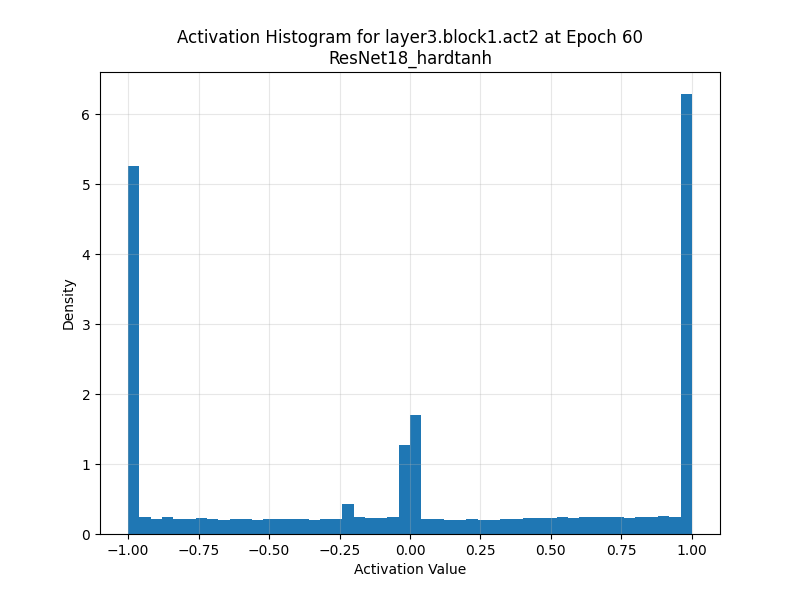 Activation Histogram for layer3.block1.act2 at Epoch 60
ResNet18_hardtanh
6
5
4
3
2
1
0
Density
−1.00 −0.75 −0.50 −0.25 0.00 0.25 0.50 0.75 1.00
Activation Value